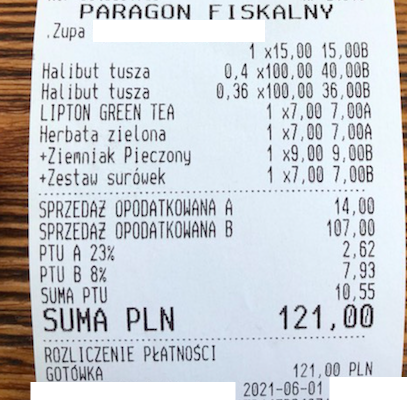 PARAGON FISKALNY
.Zupa
1 x15,00 15,00B
Halibut tusza 0,4 x100,00 40,00B
Halibut tusza 0,36 x100,00 36,00B
LIPTON GREEN TEA 1 x7,00 7,00A
Herbata zielona 1 x7,00 7,00A
+Ziemniak Pieczony 1 x9,00 9,00B
+Zestaw surówek 1 x7,00 7,00B
SPRZEDAŻ OPODATKOWANA A 14,00
SPRZEDAŻ OPODATKOWANA B 107,00
PTU A 23% 2,62
PTU B 8% 7,93
SUMA PTU 10,55
SUMA PLN 121,00
ROZLICZENIE PŁATNOŚCI
GOTÓWKA 121,00 PLN
2021-06-01